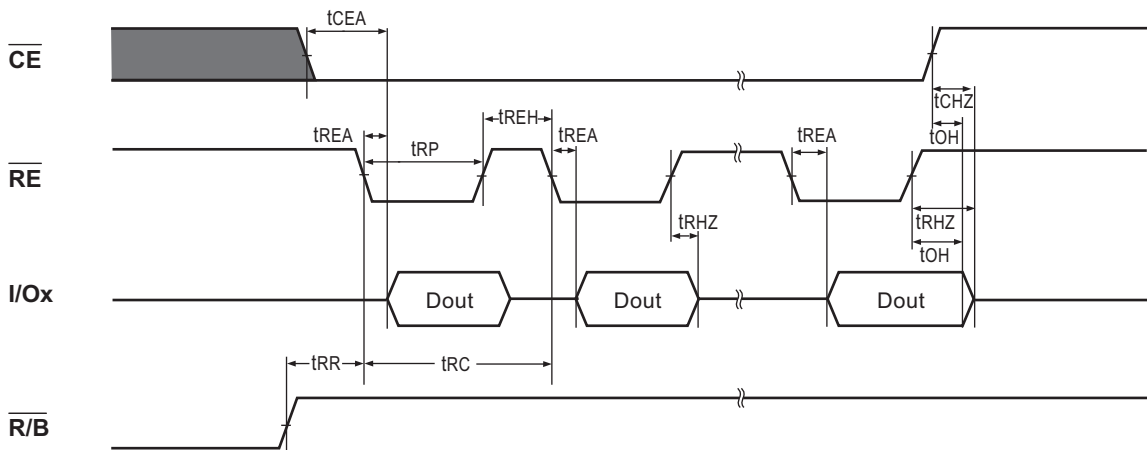 tCEA
CE
tCHZ
tREH
tREA
tREA
tREA
tOH
tRP
RE
tRHZ
tRHZ
tOH
I/Ox
Dout
Dout
Dout
tRR
tRC
R/B